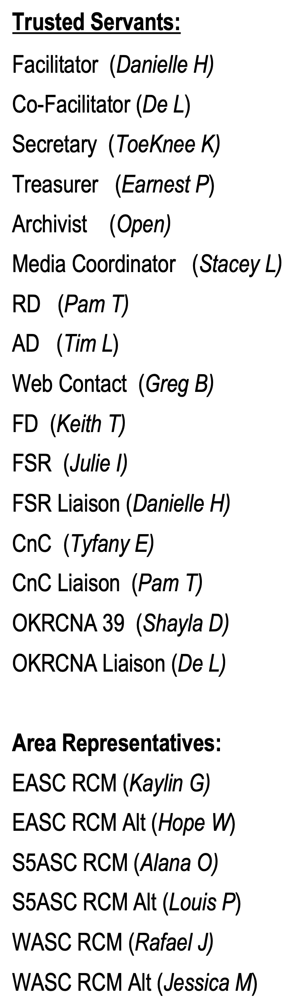 Trusted Servants:
Facilitator  (Danielle H)
Co-Facilitator (De L)
Secretary  (ToeKnee K)
Treasurer   (Earnest P)
Archivist    (Open)
Media Coordinator   (Stacey L)
RD   (Pam T)
AD   (Tim L)
Web Contact  (Greg B)
FD  (Keith T)
FSR  (Julie I)
FSR Liaison (Danielle H)
CnC  (Tyfany E)
CnC Liaison  (Pam T)
OKRCNA 39  (Shayla D)
OKRCNA Liaison (De L)
Area Representatives:
EASC RCM (Kaylin G)
EASC RCM Alt (Hope W)
S5ASC RCM (Alana O)
S5ASC RCM Alt (Louis P)
WASC RCM (Rafael J)
WASC RCM Alt (Jessica M)